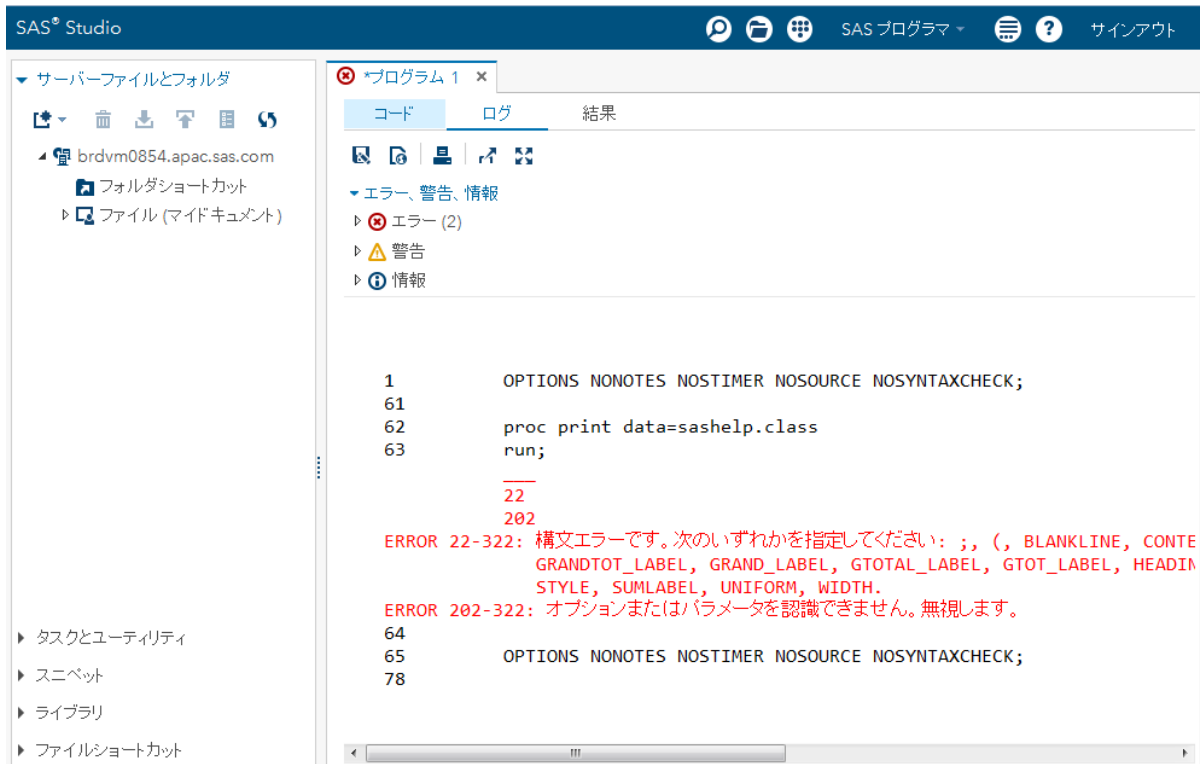 SAS® Studio
SAS プログラマ
サインアウト
サーバーファイルとフォルダ
brdvm0854.apac.sas.com
フォルダショートカット
ファイル (マイドキュメント)
タスクとユーティリティ
スニペット
ライブラリ
ファイルショートカット
*プログラム 1 ×
コード ログ 結果
エラー、警告、情報
エラー (2)
警告
情報
1 OPTIONS NONOTES NOSTIMER NOSOURCE NOSYNTAXCHECK;
61
62 proc print data=sashelp.class
63 run;
___
22
202
ERROR 22-322: 構文エラーです。次のいずれかを指定してください: ;, (, BLANKLINE, CONTE
GRANDTOT_LABEL, GRAND_LABEL, GTOTAL_LABEL, GTOT_LABEL, HEADIN
STYLE, SUMLABEL, UNIFORM, WIDTH.
ERROR 202-322: オプションまたはパラメータを認識できません。無視します。
64
65 OPTIONS NONOTES NOSTIMER NOSOURCE NOSYNTAXCHECK;
78